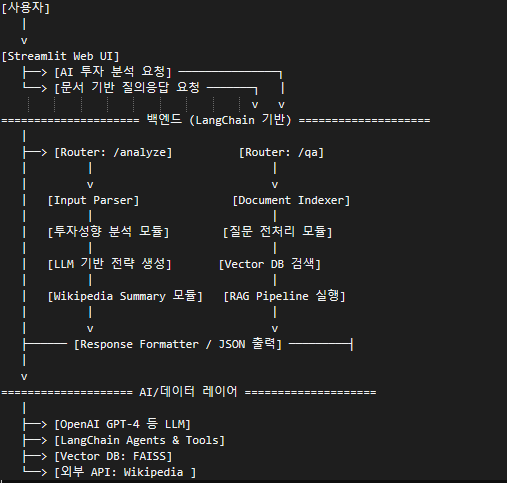 [사용자]
[Streamlit Web UI]
[AI 투자 분석 요청]
[문서 기반 질의응답 요청
v v
==================== 백엔드 (LangChain 기반) ====================
[Router: /analyze] [Router: /qa]
v v
[Input Parser] [Document Indexer]
[투자성향 분석 모듈] [질문 전처리 모듈]
[LLM 기반 전략 생성] [Vector DB 검색]
[Wikipedia Summary 모듈] [RAG Pipeline 실행]
v v
[Response Formatter / JSON 출력]
v
==================== AI/데이터 레이어 ====================
[OpenAI GPT-4 등 LLM]
[LangChain Agents & Tools]
[Vector DB: FAISS]
[외부 API: Wikipedia ]